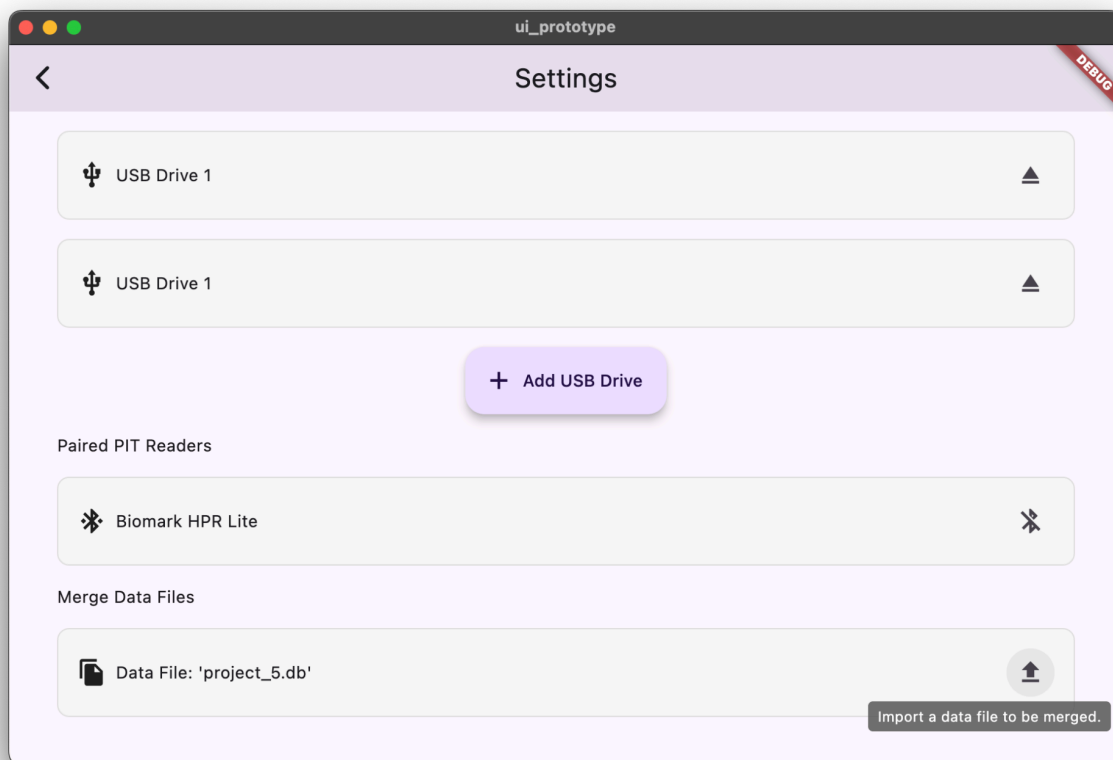 ui_prototype
Settings
DEBUG
USB Drive 1
USB Drive 1
Add USB Drive
Paired PIT Readers
Biomark HPR Lite
Merge Data Files
Data File: 'project_5.db'
Import a data file to be merged.